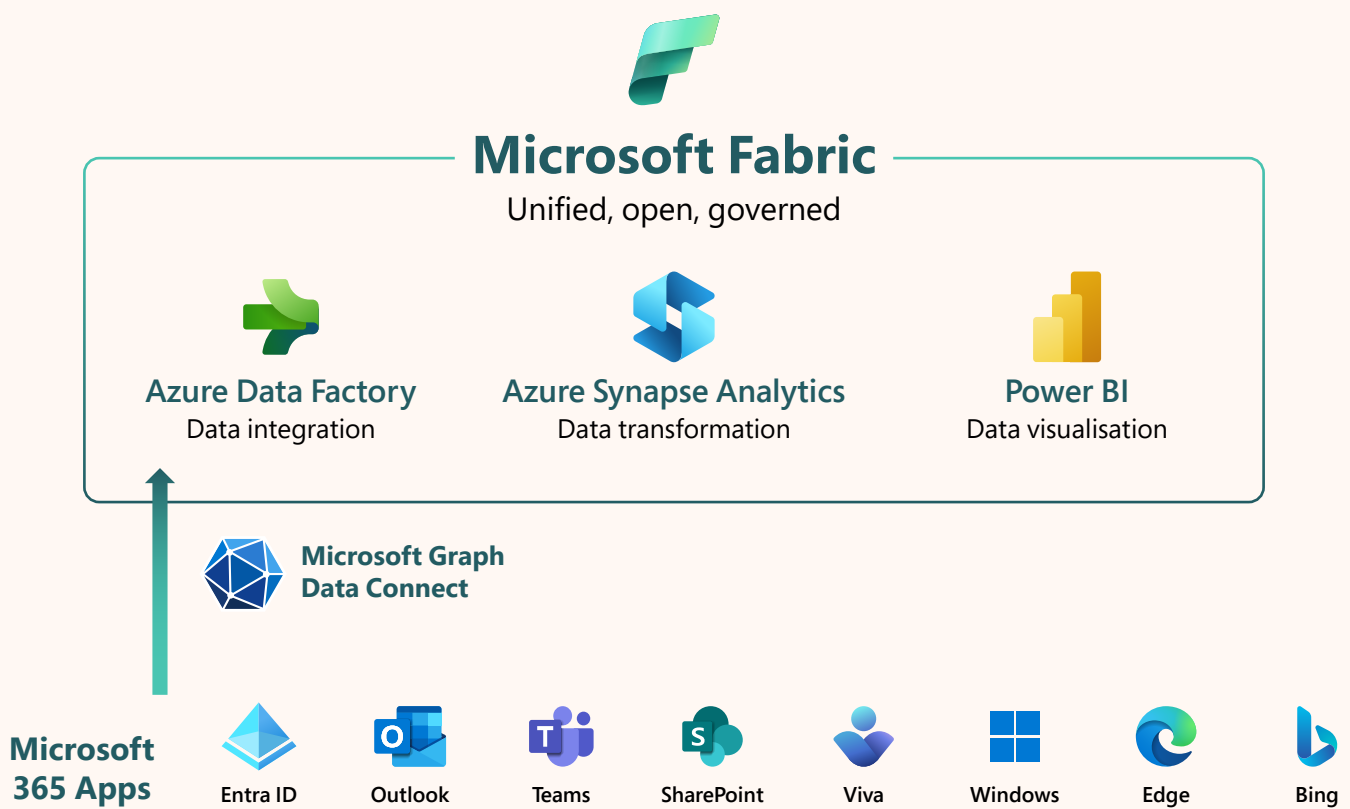 Microsoft Fabric
Unified, open, governed
Azure Data Factory
Data integration
Azure Synapse Analytics
Data transformation
Power BI
Data visualisation
Microsoft Graph
Data Connect
Microsoft
365 Apps
Entra ID
O
Outlook
T
Teams
S
SharePoint
Viva
Windows
Edge
Bing